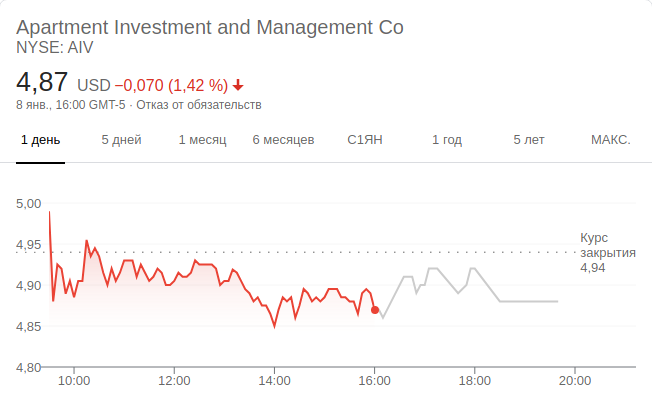 Apartment Investment and Management Co
NYSE: AIV
4,87 USD −0,070 (1,42 %)
8 янв., 16:00 GMT-5 · Отказ от обязательств
1 день 5 дней 1 месяц 6 месяцев С1ЯН 1 год 5 лет МАКС.
5,00
4,95
4,90
4,85
4,80
Курс
закрытия
4,94
10:00 12:00 14:00 16:00 18:00 20:00